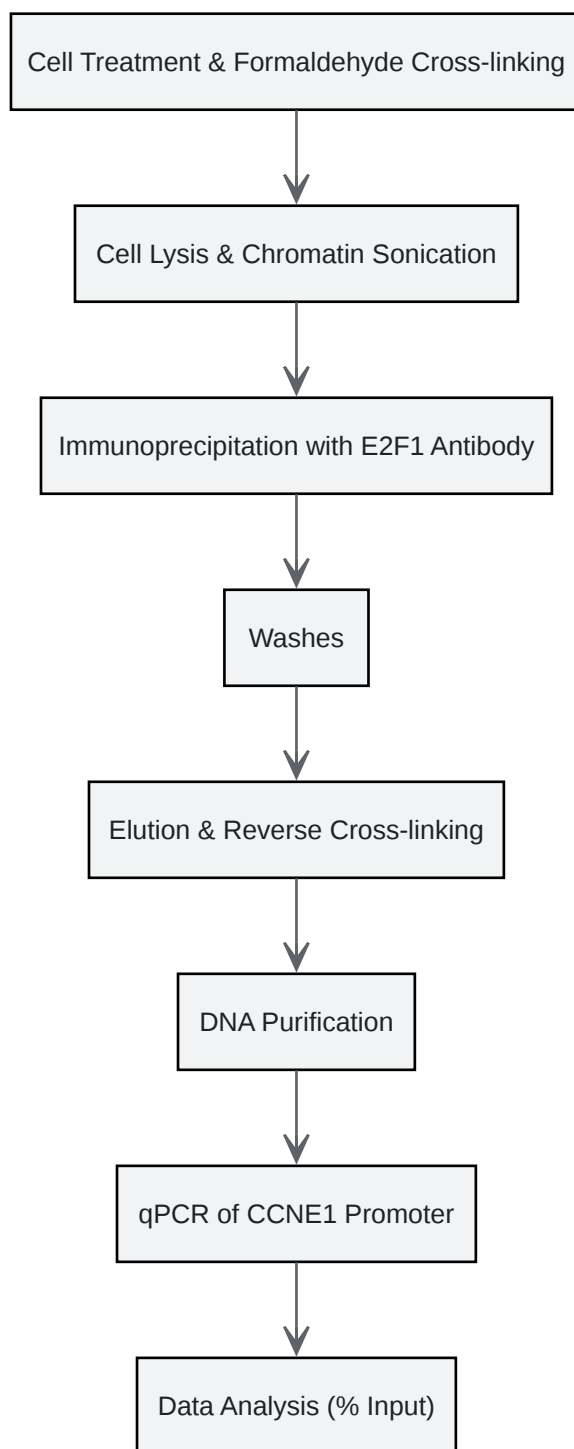 Cell Treatment & Formaldehyde Cross-linking
Cell Lysis & Chromatin Sonication
Immunoprecipitation with E2F1 Antibody
Washes
Elution & Reverse Cross-linking
DNA Purification
qPCR of CCNE1 Promoter
Data Analysis (% Input)